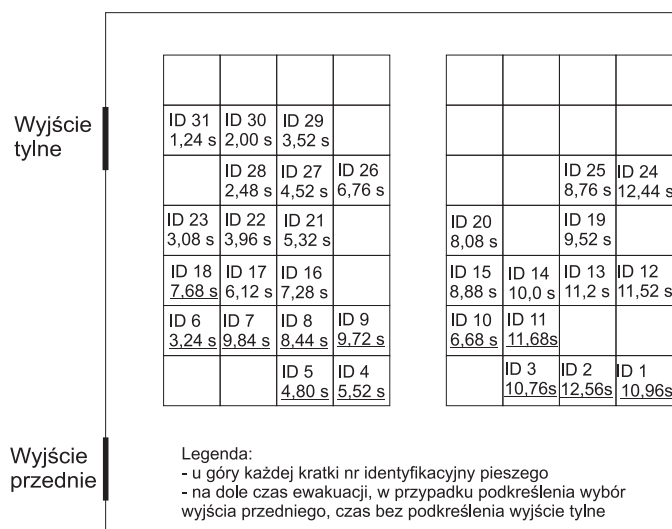 Wyjście
tylne
ID 31 ID 30 ID 29
1,24 s 2,00 s 3,52 s
ID 28 ID 27 ID 26 ID 25 ID 24
2,48 s 4,52 s 6,76 s 8,76 s 12,44 s
ID 23 ID 22 ID 21 ID 20 ID 19
3,08 s 3,96 s 5,32 s 8,08 s 9,52 s
ID 18 ID 17 ID 16 ID 15 ID 14 ID 13 ID 12
7,68 s 6,12 s 7,28 s 8,88 s 10,0 s 11,2 s 11,52 s
ID 6 ID 7 ID 8 ID 9 ID 10 ID 11
3,24 s 9,84 s 8,44 s 9,72 s 6,68 s 11,68s
ID 5 ID 4 ID 3 ID 2 ID 1
4,80 s 5,52 s 10,76s 12,56s 10,96s
Wyjście
przednie
Legenda:
- u góry każdej kratki nr identyfikacyjny pieszego
- na dole czas ewakuacji, w przypadku podkreślenia wybór
wyjścia przedniego, czas bez podkreślenia wyjście tylne